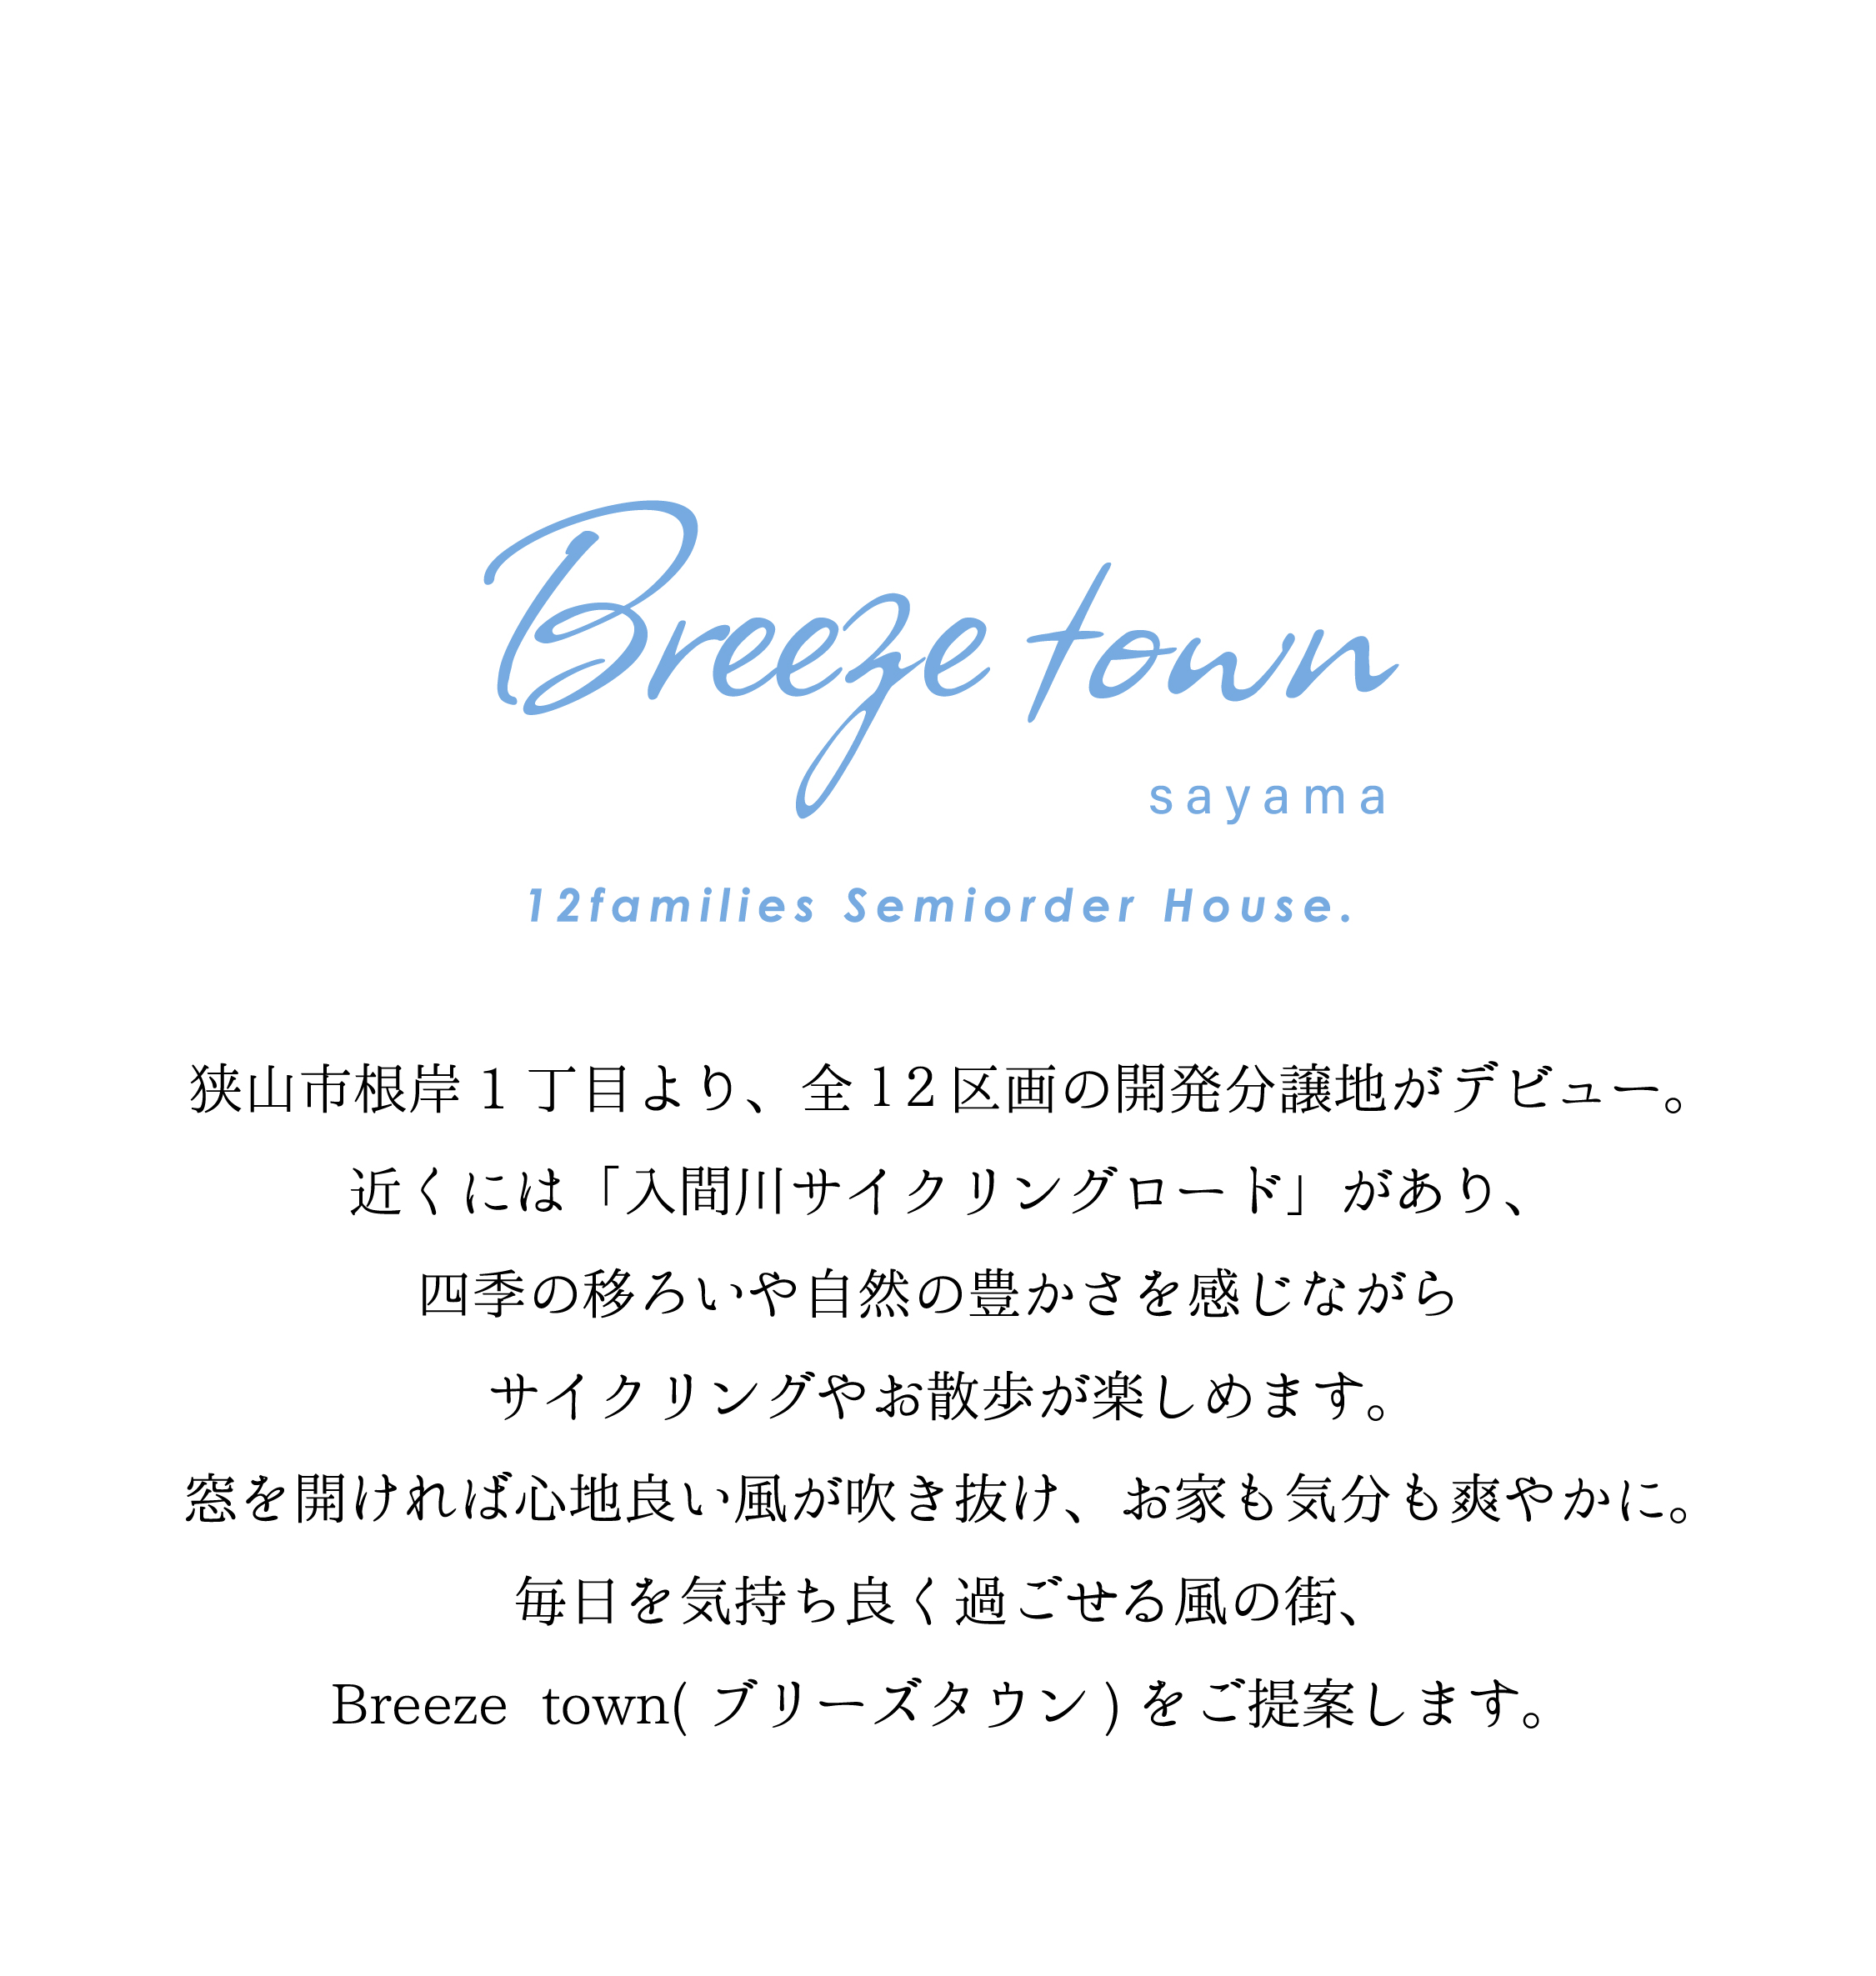 Breeze town
sayama
12families Semiorder House.
狭山市根岸1丁目より、全12区画の開発分譲地がデビュー。
近くには「入間川サイクリングロード」があり、
四季の移ろいや自然の豊かさを感じながら
サイクリングやお散歩が楽しめます。
窓を開ければ心地良い風が吹き抜け、お家も気分も爽やかに。
毎日を気持ち良く過ごせる風の街、
Breeze town(ブリーズタウン)をご提案します。